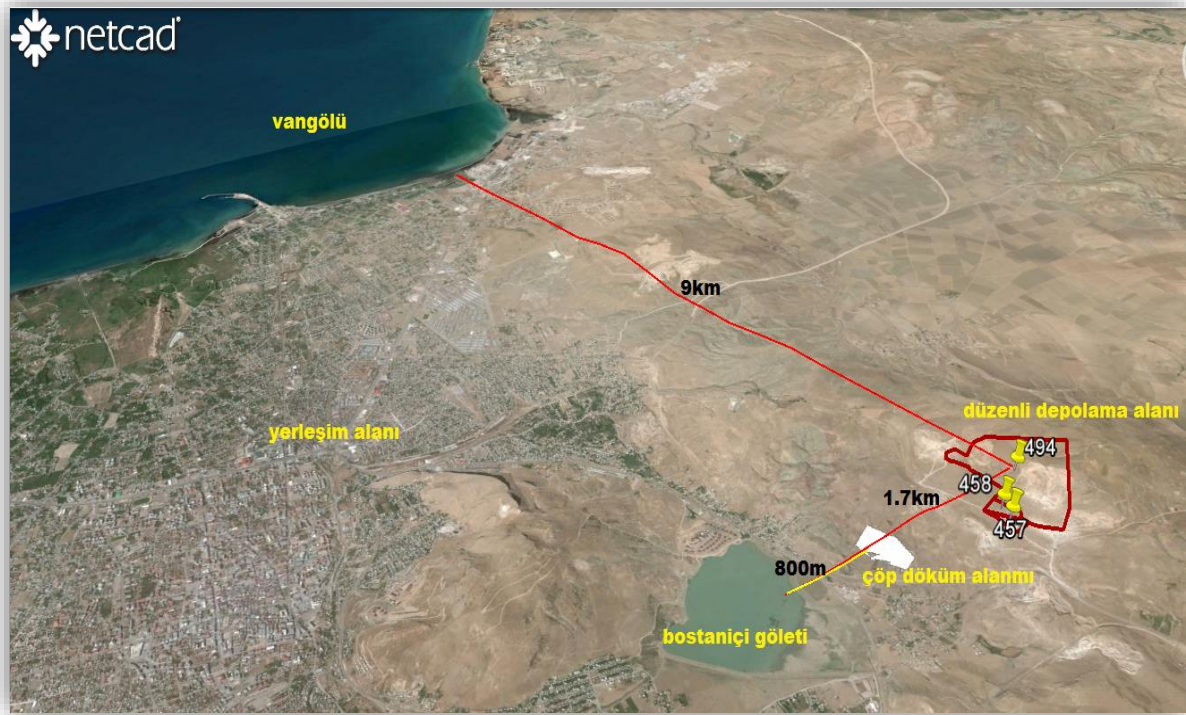 netcad
vangölü
9km
düzenli depolama alanı
yerleşim alanı
494
458
1.7km
457
800m
çöp döküm alanmı
bostaniçi göleti